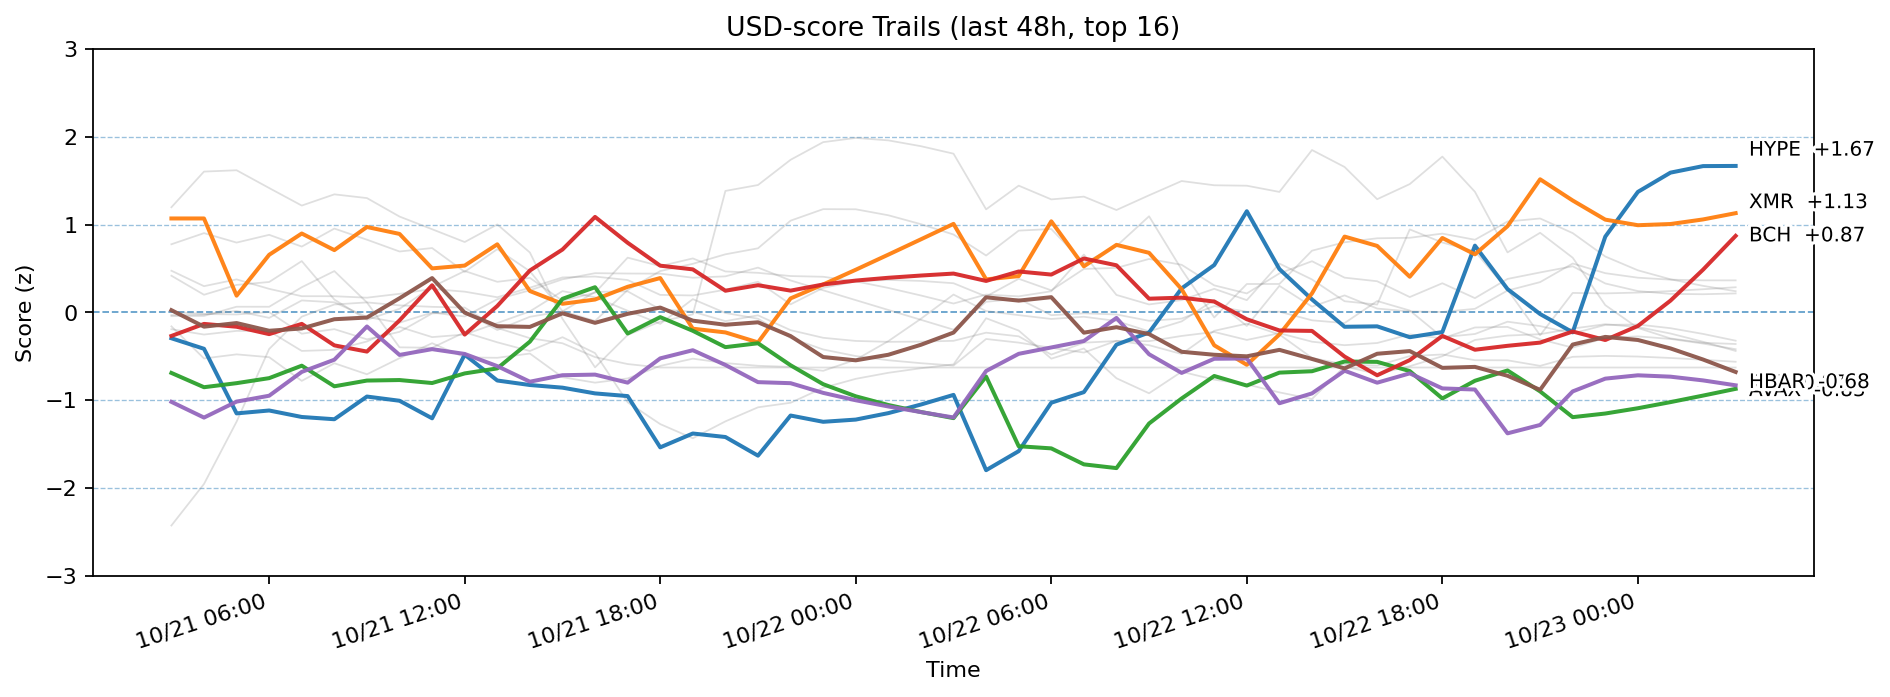 USD-score Trails (last 48h, top 16)
Score (z)
3
2
1
0
−1
−2
−3
HYPE +1.67
XMR +1.13
BCH +0.87
HBAR -0.68
AVAX -0.83
10/21 06:00
10/21 12:00
10/21 18:00
10/22 00:00
10/22 06:00
10/22 12:00
10/22 18:00
10/23 00:00
Time